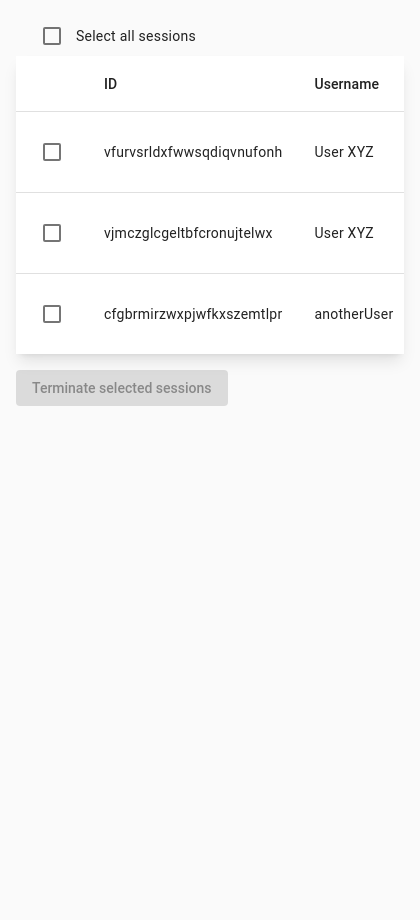 Select all sessions
ID Username
vfurvsrldxfwwsqdiqvnufonh User XYZ
vjmczglcgeltbfcronujtelwx User XYZ
cfgbrmirzwxpjwfkxszemtlpr anotherUser
Terminate selected sessions